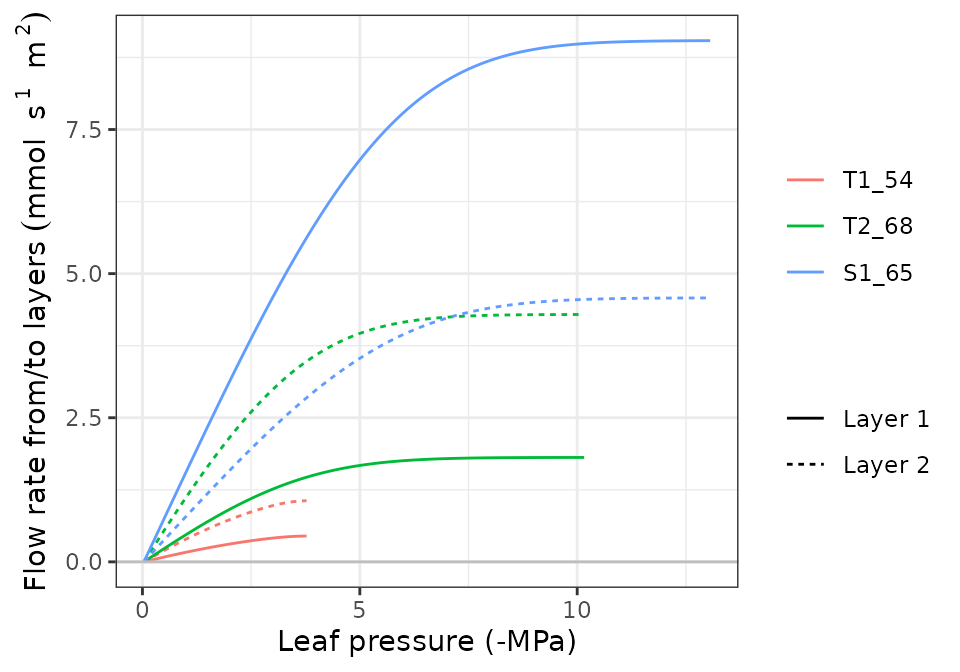 Flow rate from/to layers (mmol s¹ m²)
7.5
5.0
2.5
0.0
0 5 10
Leaf pressure (-MPa)
T1_54
T2_68
S1_65
Layer 1
Layer 2